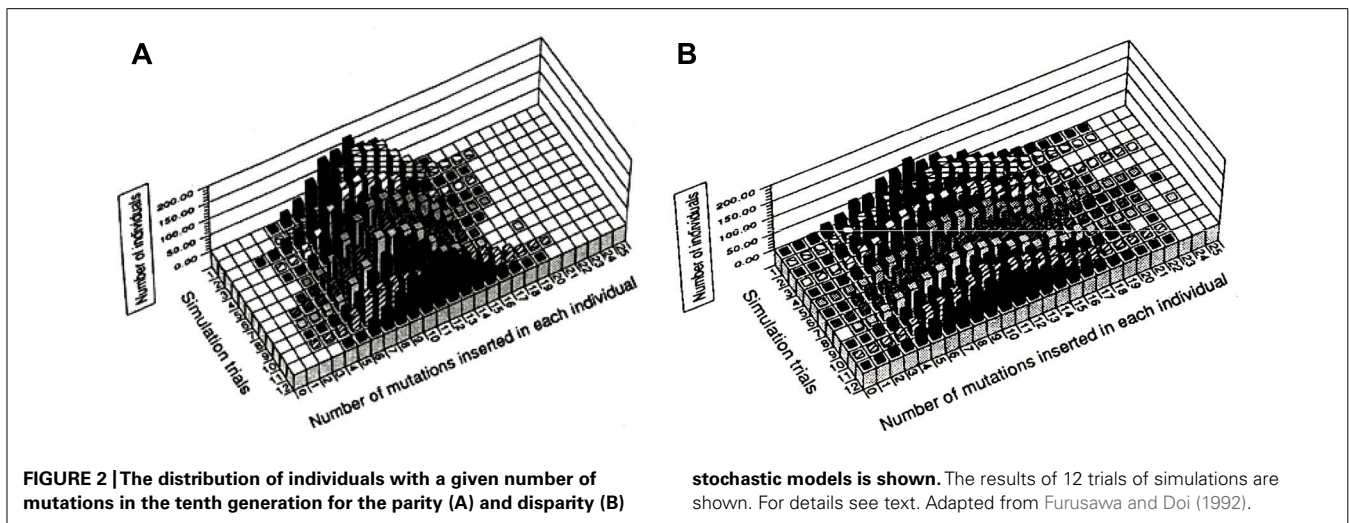 A
B
Number of individuals
200.00
150.00
100.00
50.00
0.00
Simulation trials
Number of mutations inserted in each individual
Number of individuals
200.00
150.00
100.00
50.00
0.00
Simulation trials
Number of mutations inserted in each individual
FIGURE 2 | The distribution of individuals with a given number of
mutations in the tenth generation for the parity (A) and disparity (B)
stochastic models is shown. The results of 12 trials of simulations are
shown. For details see text. Adapted from Furusawa and Doi (1992).